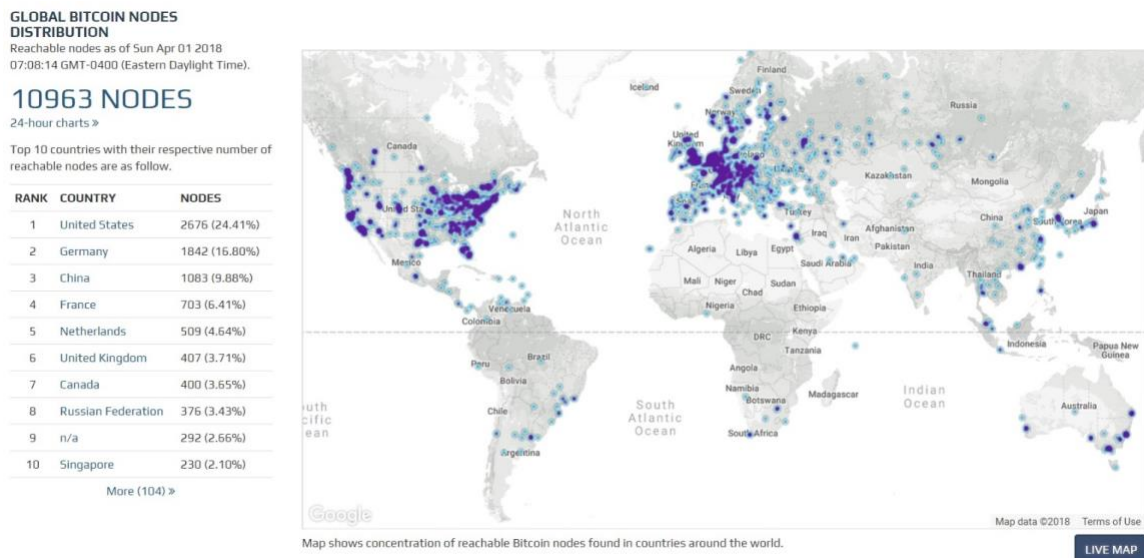 GLOBAL BITCOIN NODES
DISTRIBUTION
Reachable nodes as of Sun Apr 01 2018
07:08:14 GMT-0400 (Eastern Daylight Time).
10963 NODES
24-hour charts »
Top 10 countries with their respective number of
reachable nodes are as follow.
RANK COUNTRY NODES
1 United States 2676 (24.41%)
2 Germany 1842 (16.80%)
3 China 1083 (9.88%)
4 France 703 (6.41%)
5 Netherlands 509 (4.64%)
6 United Kingdom 407 (3.71%)
7 Canada 400 (3.65%)
8 Russian Federation 376 (3.43%)
9 n/a 292 (2.66%)
10 Singapore 230 (2.10%)
More (104) »
Finland
Iceland
Sweden
Norway
Russia
United
Kingdom
Canada
Kazakhstan
Mongolia
North
Atlantic
Ocean
Turkey
China
South Korea
Japan
Iraq
Iran
Afghanistan
Pakistan
Algeria
Libya
Egypt
Saudi Arabia
India
Thailand
Mexico
Mali
Niger
Chad
Sudan
Nigeria
Ethiopia
Venezuela
Colombia
DRC
Kenya
Tanzania
Indonesia
Papua New
Guinea
Peru
Brazil
Bolivia
Angola
Namibia
Botswana
Madagascar
Indian
Ocean
Australia
Chile
South
Atlantic
Ocean
South Africa
Argentina
Google
Map data ©2018 Terms of Use
Map shows concentration of reachable Bitcoin nodes found in countries around the world.
LIVE MAP